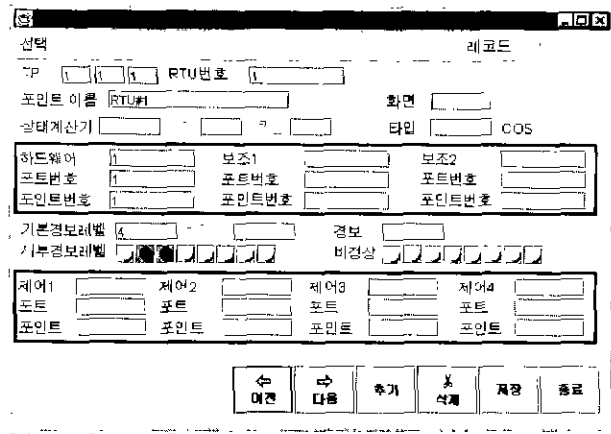 선택 레코드
TP 1 1 1 RTU번호 1
포인트 이름 RTU#1 화면
상태계산기 타입 COS
하드웨어 1 보조1 보조2
포트번호 1 포트번호 포트번호
포인트번호 1 포인트번호 포인트번호
기본경보레벨 4 경보
기부경보레벨 비정상
제어1 제어2 제어3 제어4
포트 포트 포트 포트
포인트 포인트 포인트 포인트
이전 다음 추가 삭제 저장 종료